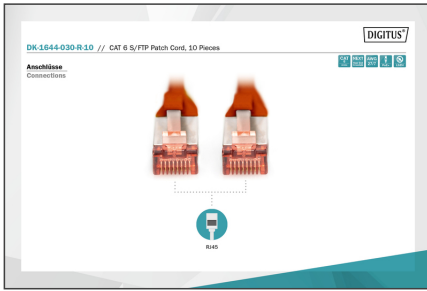 DIGITUS®
DK-1644-030-R-10 // CAT 6 S/FTP Patch Cord, 10 Pieces
Anschlüsse
Connections
RJ45